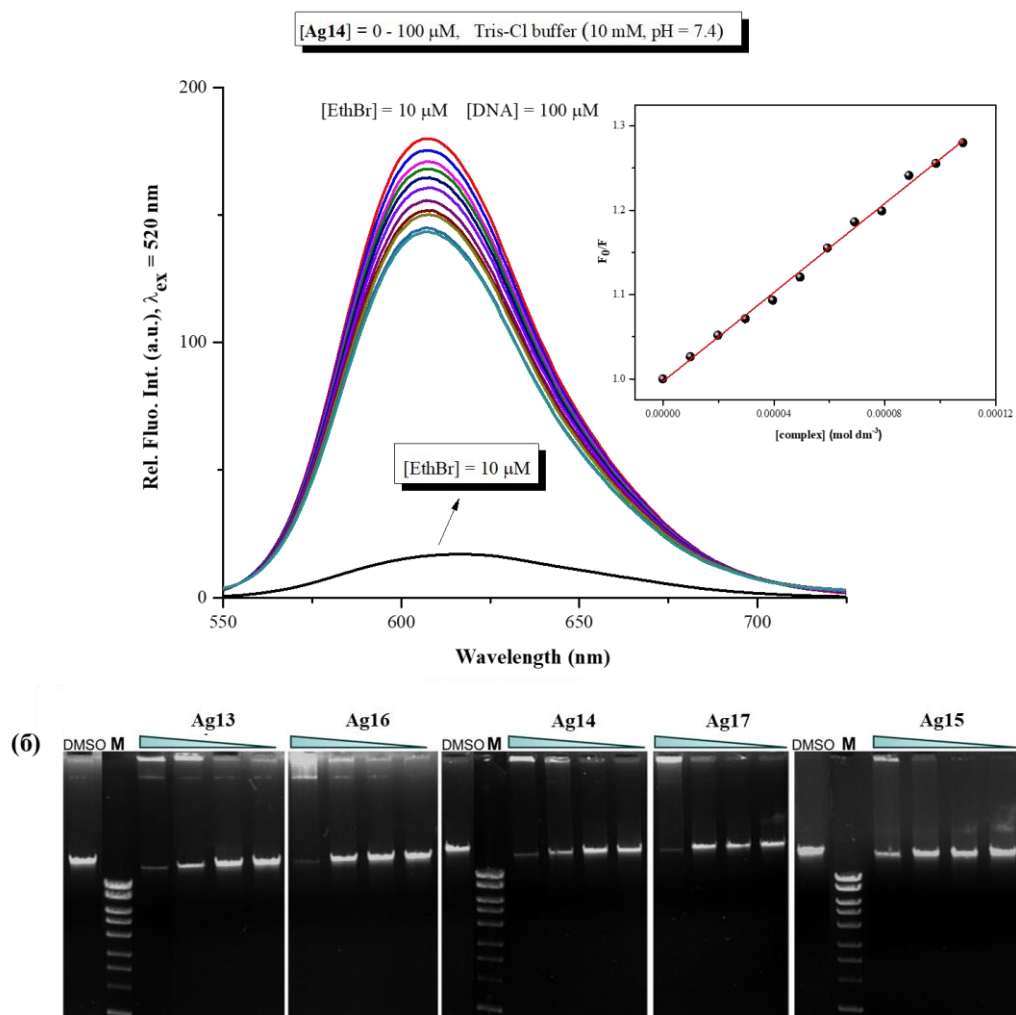 [Ag14] = 0 - 100 μM, Tris-Cl buffer (10 mM, pH = 7.4)
200
[EthBr] = 10 μM [DNA] = 100 μM
100
0
Rel. Fluo. Int. (a.u.), λex = 520 nm
[EthBr] = 10 μM
550
600
650
700
Wavelength (nm)
1.3
1.2
1.1
1.0
F0/F
0.00000
0.00004
0.00008
0.00012
[complex] (mol dm-3)
(б)
Ag13
Ag16
Ag14
Ag17
Ag15
DMSO M
DMSO M
DMSO M